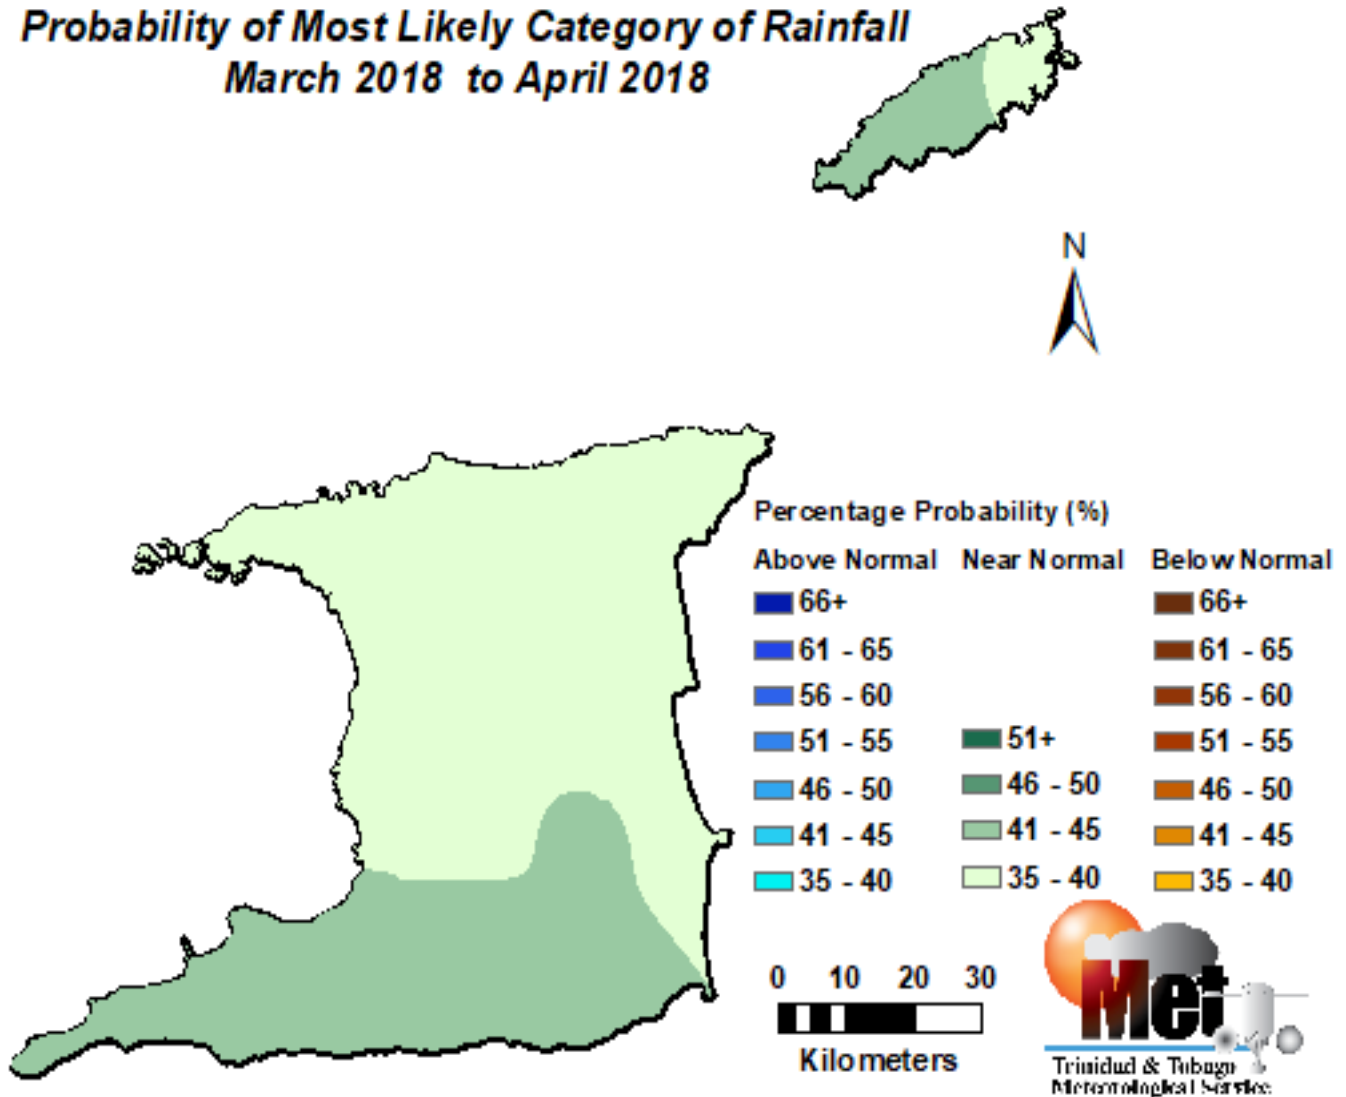 Probability of Most Likely Category of Rainfall
March 2018 to April 2018
N
Percentage Probability (%)
Above Normal Near Normal Below Normal
66+ 66+
61 - 65 61 - 65
56 - 60 56 - 60
51 - 55 51+ 51 - 55
46 - 50 46 - 50 46 - 50
41 - 45 41 - 45 41 - 45
35 - 40 35 - 40 35 - 40
0 10 20 30
Kilometers
Met
Trinidad & Tobago
Meteorological Service